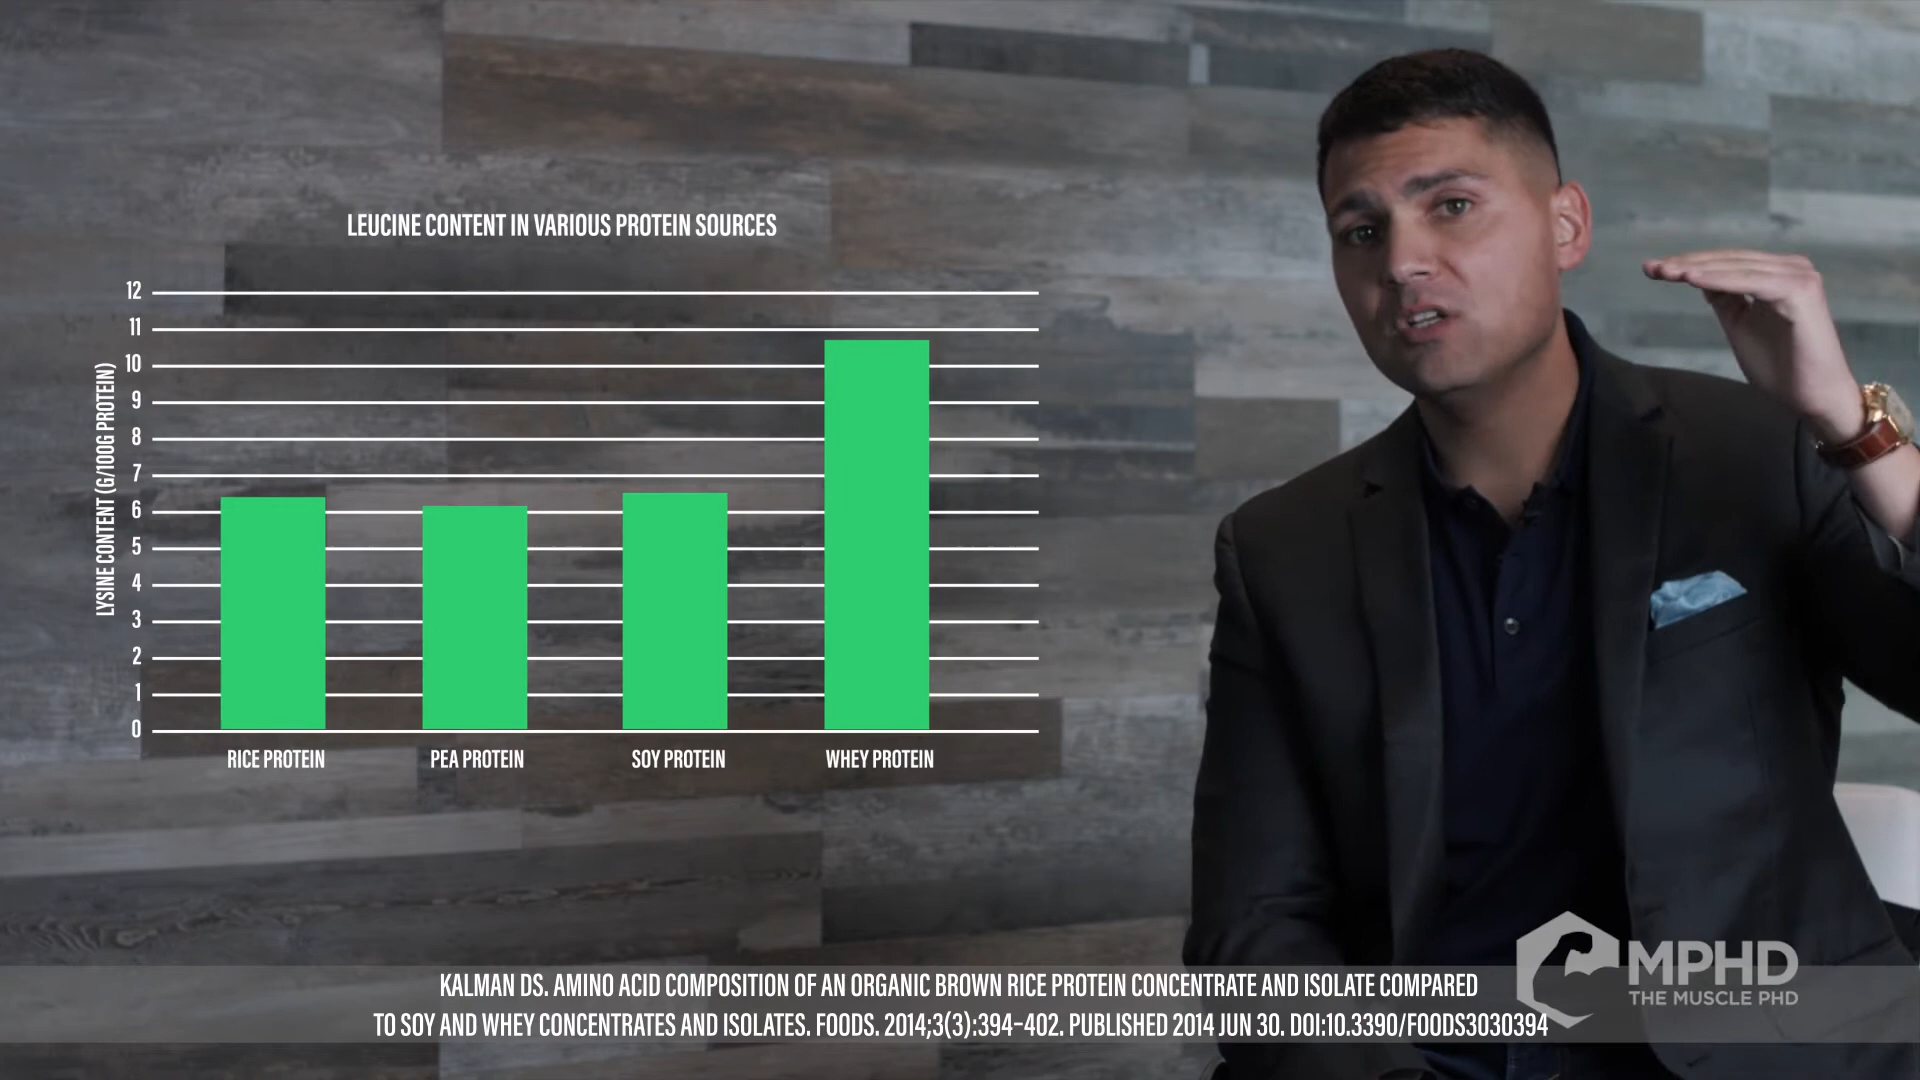 LEUCINE CONTENT IN VARIOUS PROTEIN SOURCES
LYSINE CONTENT (G/100G PROTEIN)
12
11
10
9
8
7
6
5
4
3
2
1
0
RICE PROTEIN
PEA PROTEIN
SOY PROTEIN
WHEY PROTEIN
MPHD
THE MUSCLE PHD
KALMAN DS. AMINO ACID COMPOSITION OF AN ORGANIC BROWN RICE PROTEIN CONCENTRATE AND ISOLATE COMPARED
TO SOY AND WHEY CONCENTRATES AND ISOLATES. FOODS. 2014;3(3):394–402. PUBLISHED 2014 JUN 30. DOI:10.3390/FOODS3030394